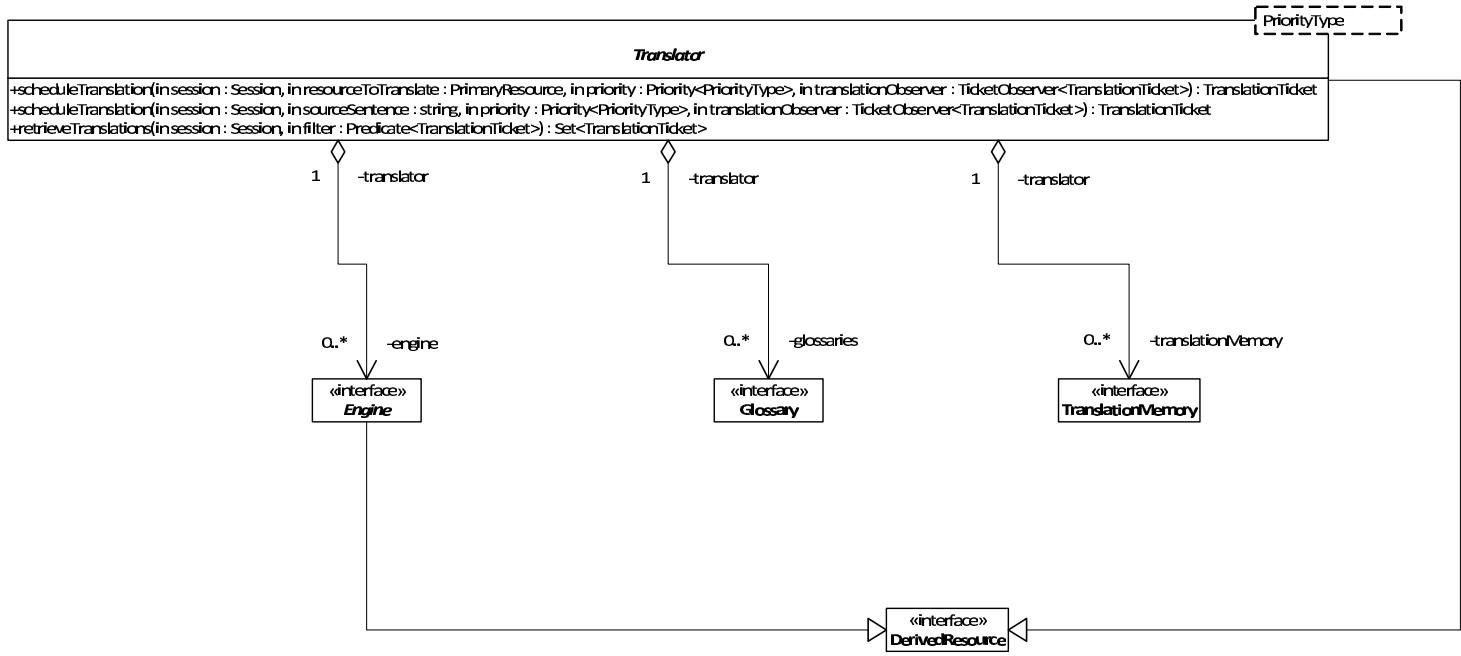 PriorityType
Translator
+scheduleTranslation(in session : Session, in resourceToTranslate : PrimaryResource, in priority : Priority<PriorityType>, in translationObserver : TicketObserver<TranslationTicket>) : TranslationTicket
+scheduleTranslation(in session : Session, in sourceSentence : string, in priority : Priority<PriorityType>, in translationObserver : TicketObserver<TranslationTicket>) : TranslationTicket
+retrieveTranslations(in session : Session, in filter : Predicate<TranslationTicket>) : Set<TranslationTicket>
1 -translator 1 -translator 1 -translator
0..* -engine 0..* -glossaries 0..* -translationMemory
«interface» «interface» «interface»
Engine Glossary TranslationMemory
«interface»
DerivedResource